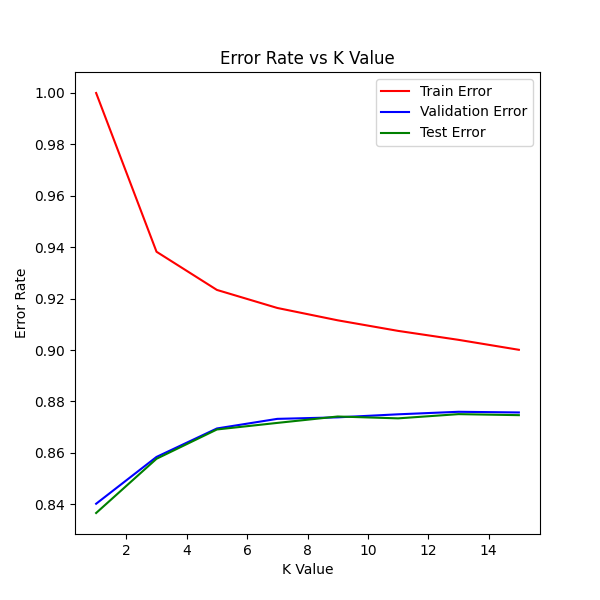 Error Rate vs K Value
Train Error
Validation Error
Test Error
1.00
0.98
0.96
0.94
0.92
0.90
0.88
0.86
0.84
Error Rate
2 4 6 8 10 12 14
K Value